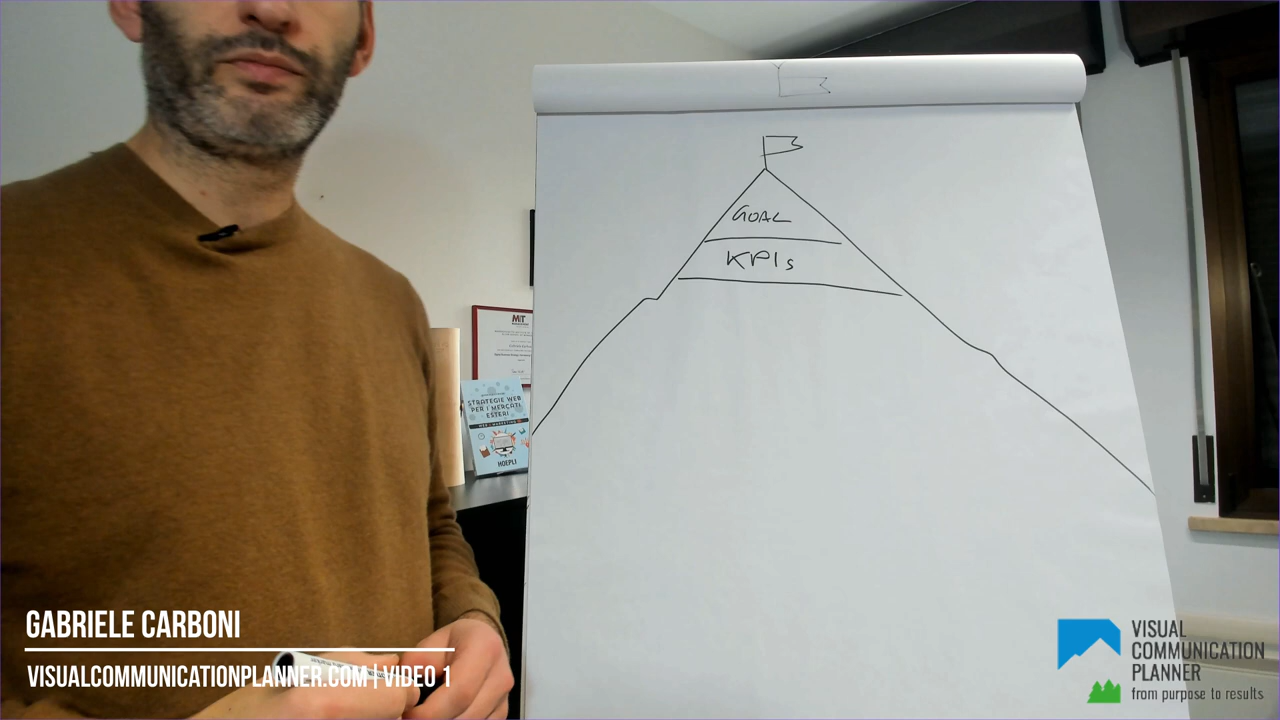 GOAL
KPIs
MIT
STRATEGIE WEB
PER I MERCATI
ESTERI
HOEPLI
GABRIELE CARBONI
VISUALCOMMUNICATIONPLANNER.COM | VIDEO 1
VISUAL
COMMUNICATION
PLANNER
from purpose to results